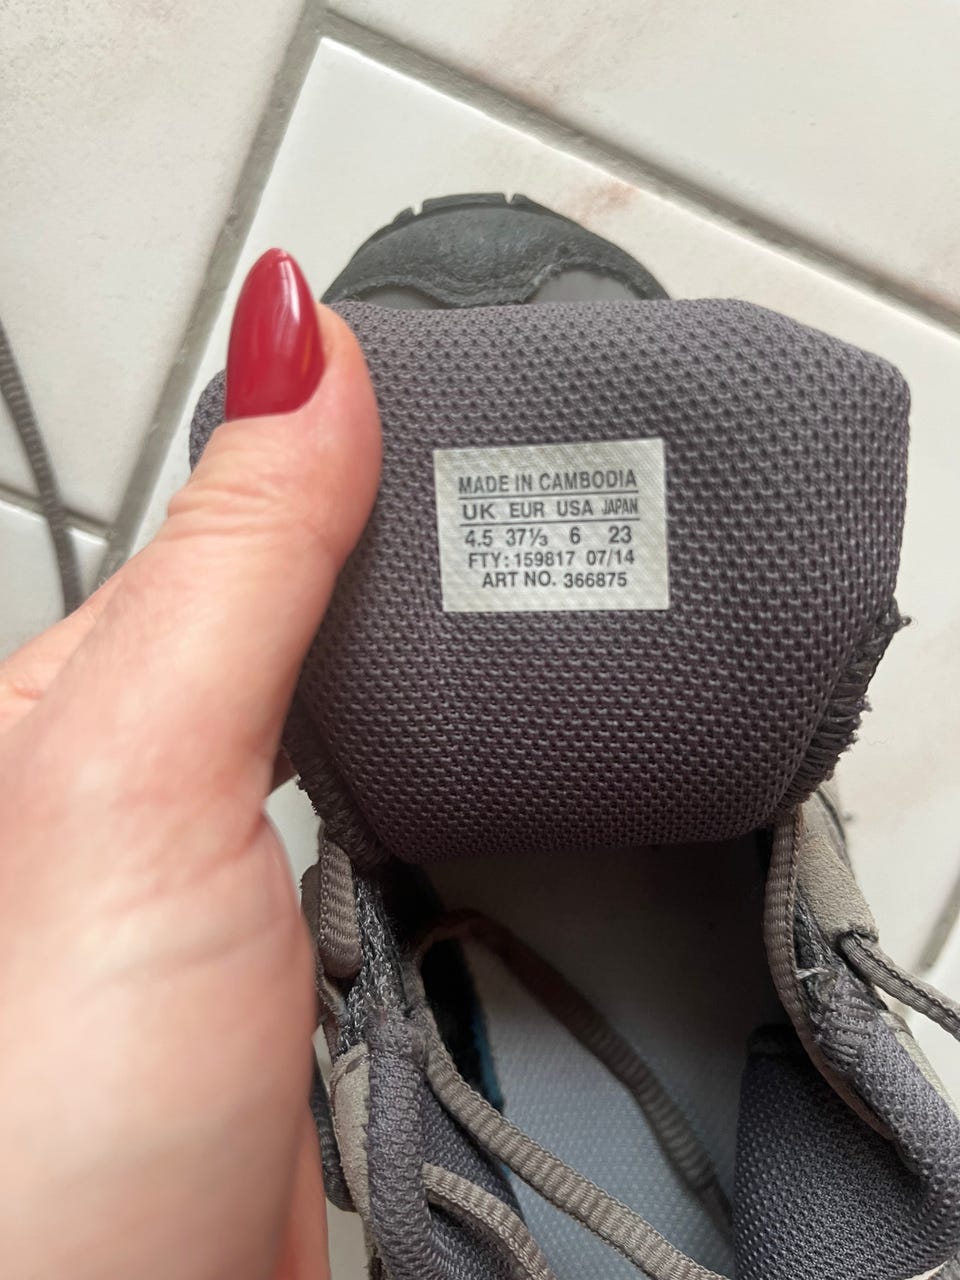 MADE IN CAMBODIA
UK EUR USA JAPAN
4.5 37⅓ 6 23
FTY: 159817 07/14
ART NO. 366875